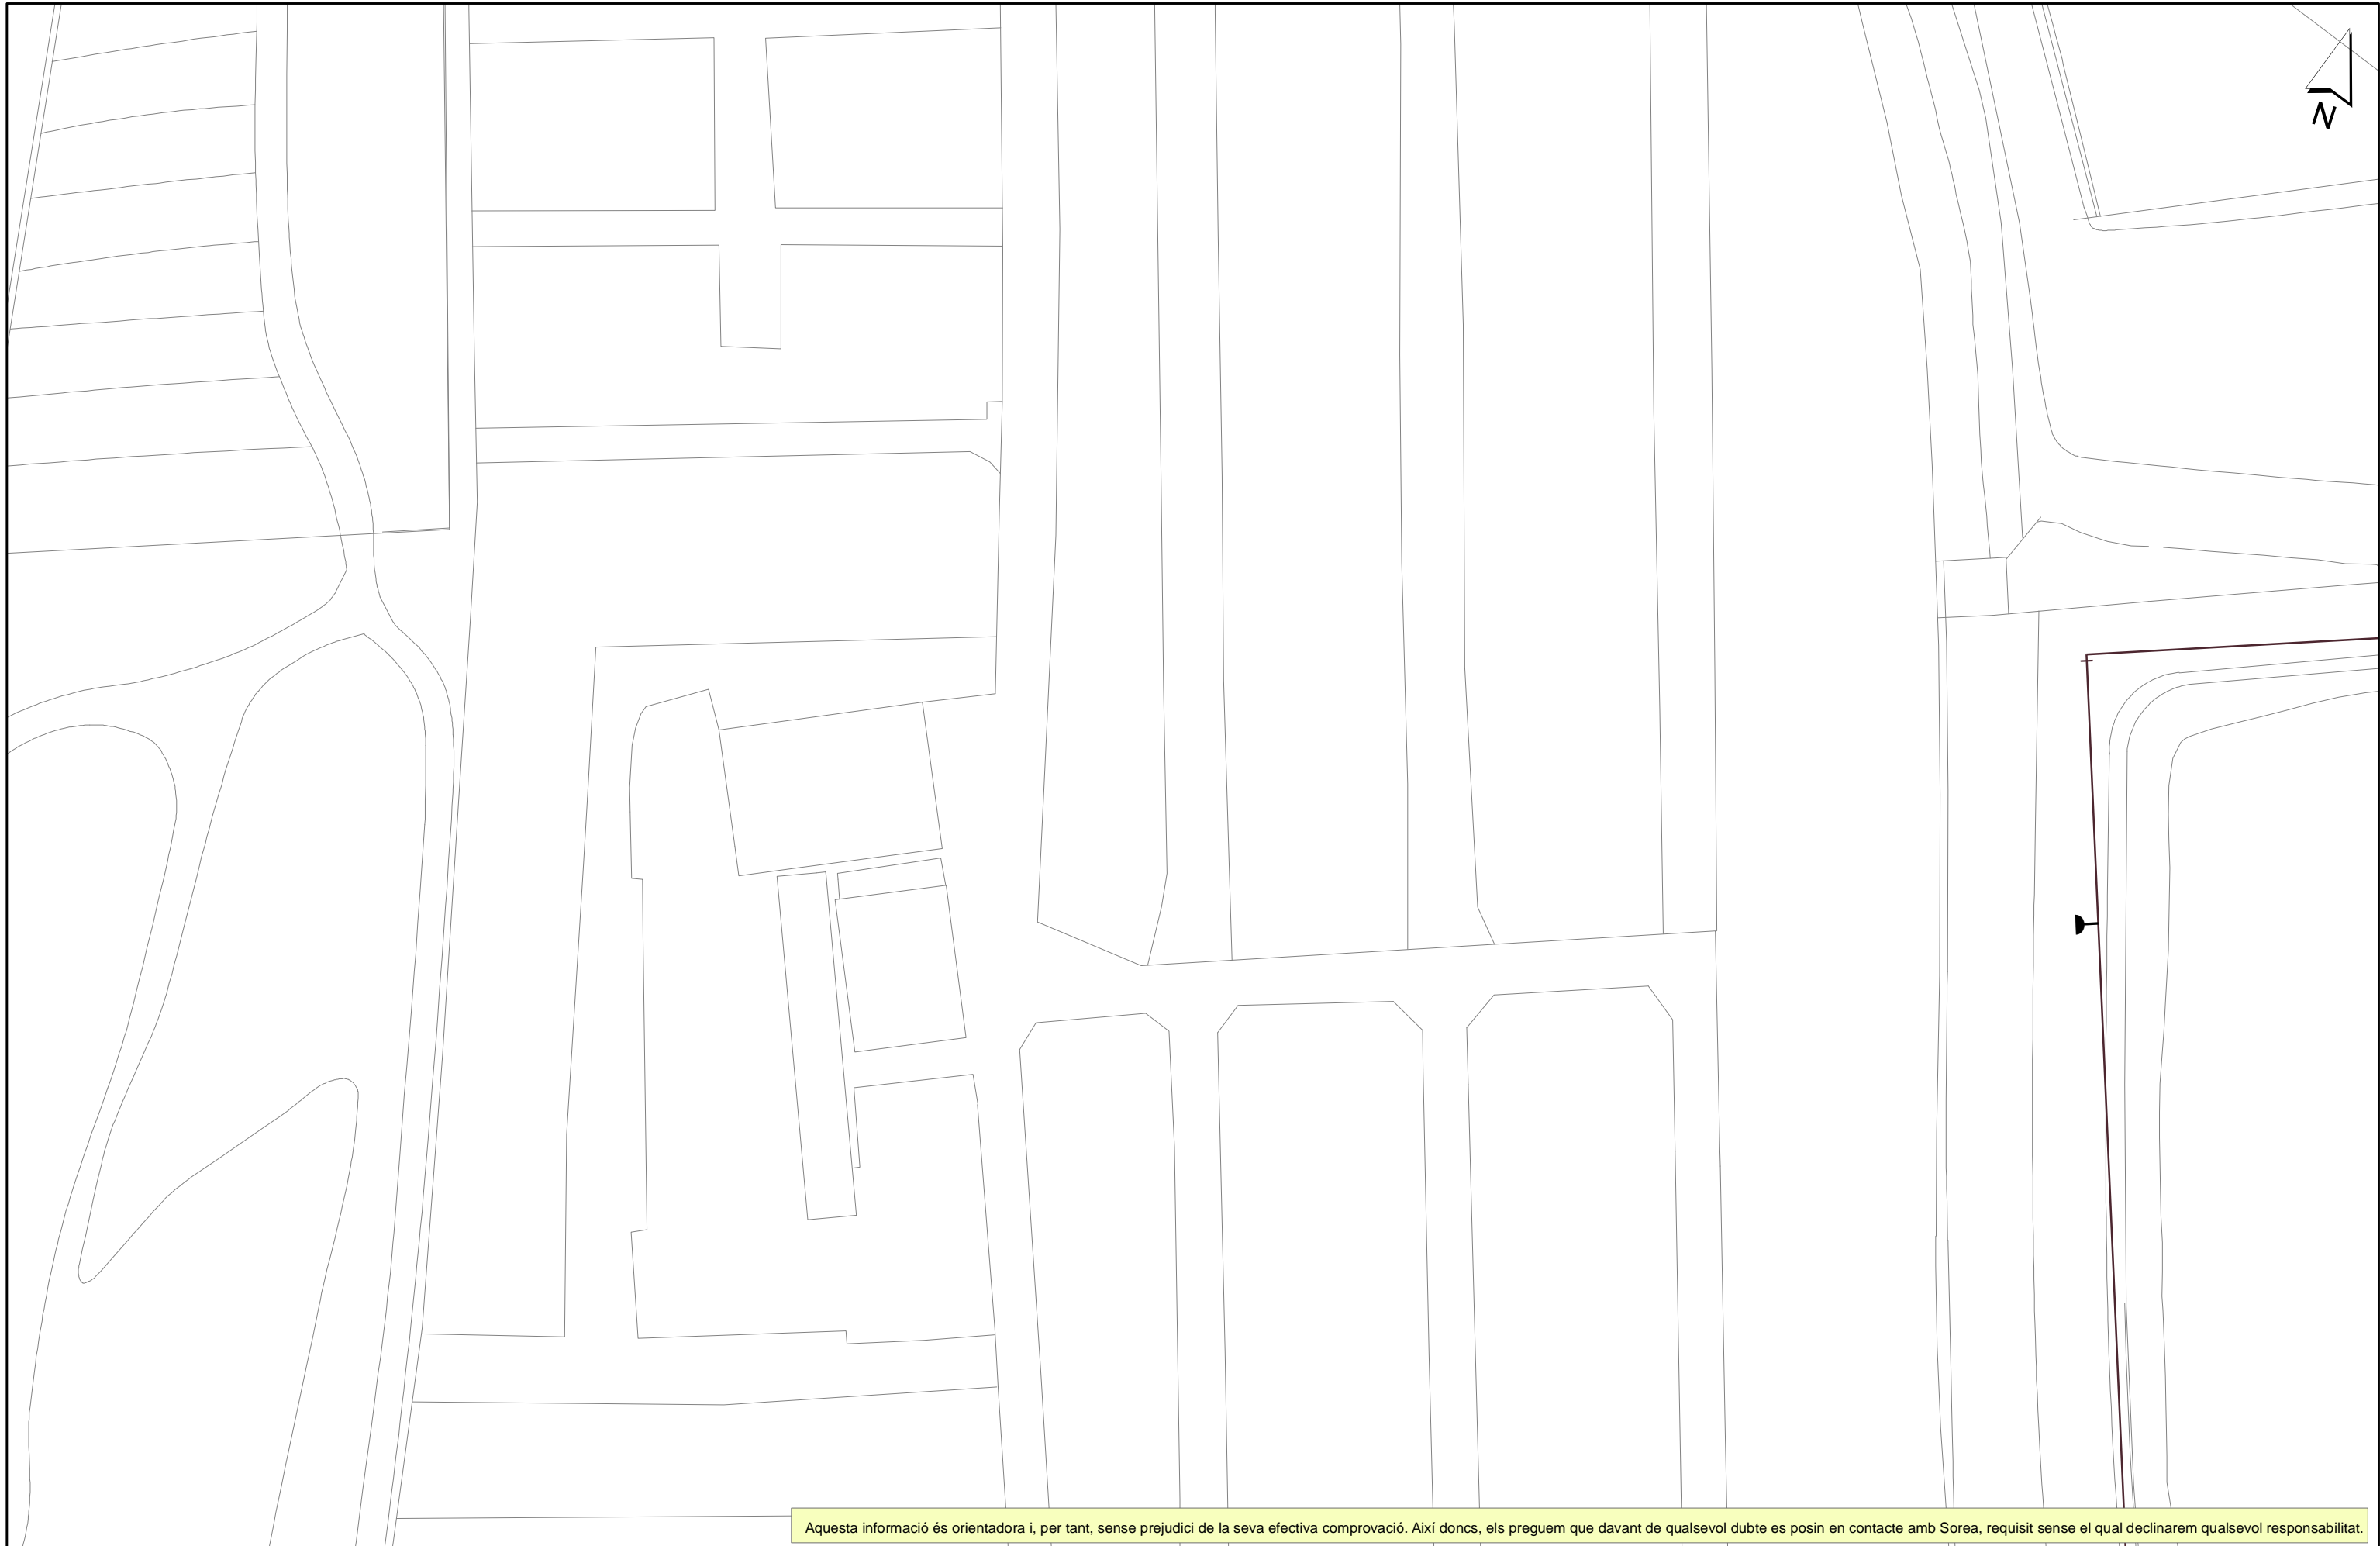 N
Aquesta informació és orientadora i, per tant, sense prejudici de la seva efectiva comprovació. Així doncs, els preguem que davant de qualsevol dubte es posin en contacte amb Sorea, requisit sense el qual declinarem qualsevol responsabilitat.